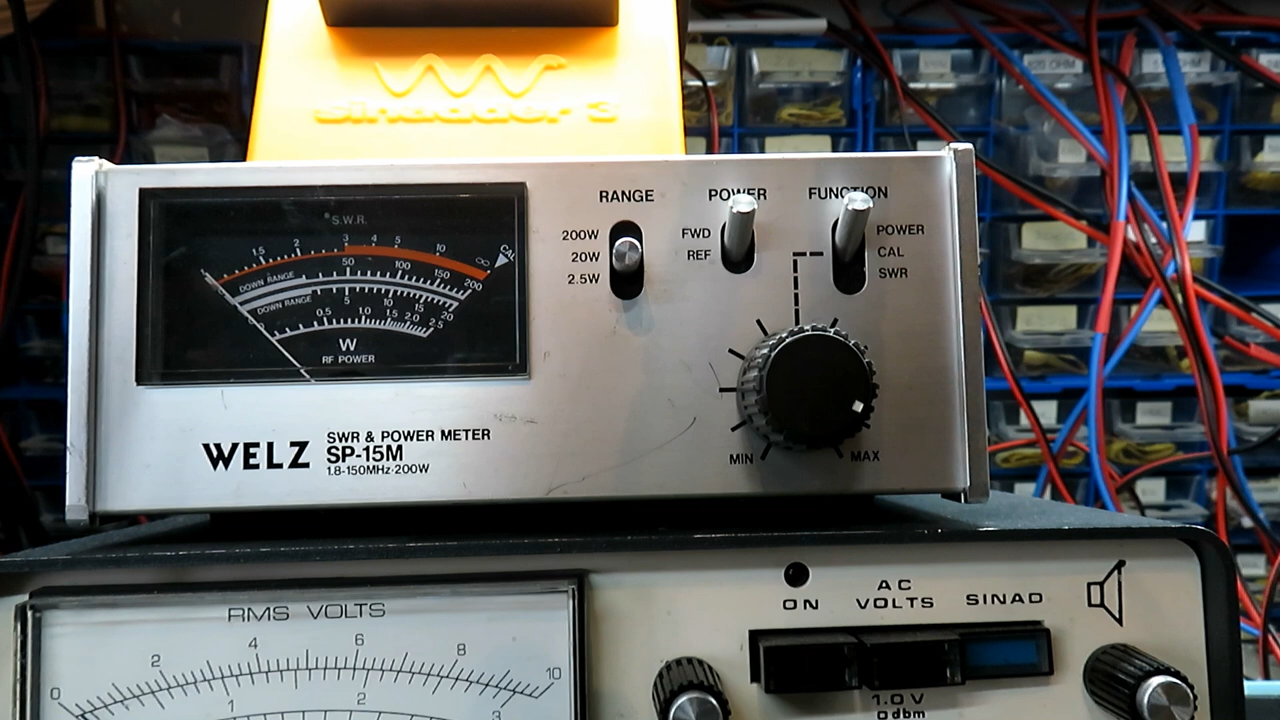 sinadder 3
S.W.R.
1.5 2 3 4 5 10 ∞ CAL
DOWN RANGE 50 100 200
DOWN RANGE 5 10 15 20
0 0.5 1.0 1.5 2.0 2.5
W
RF POWER
RANGE
200W
20W
2.5W
POWER
FWD
REF
FUNCTION
POWER
CAL
SWR
MIN MAX
WELZ
SWR & POWER METER
SP-15M
1.8-150MHz·200W
RMS VOLTS
0 2 4 6 8 10
1 2 3
ON
AC
VOLTS
SINAD
1.0V
0dbm